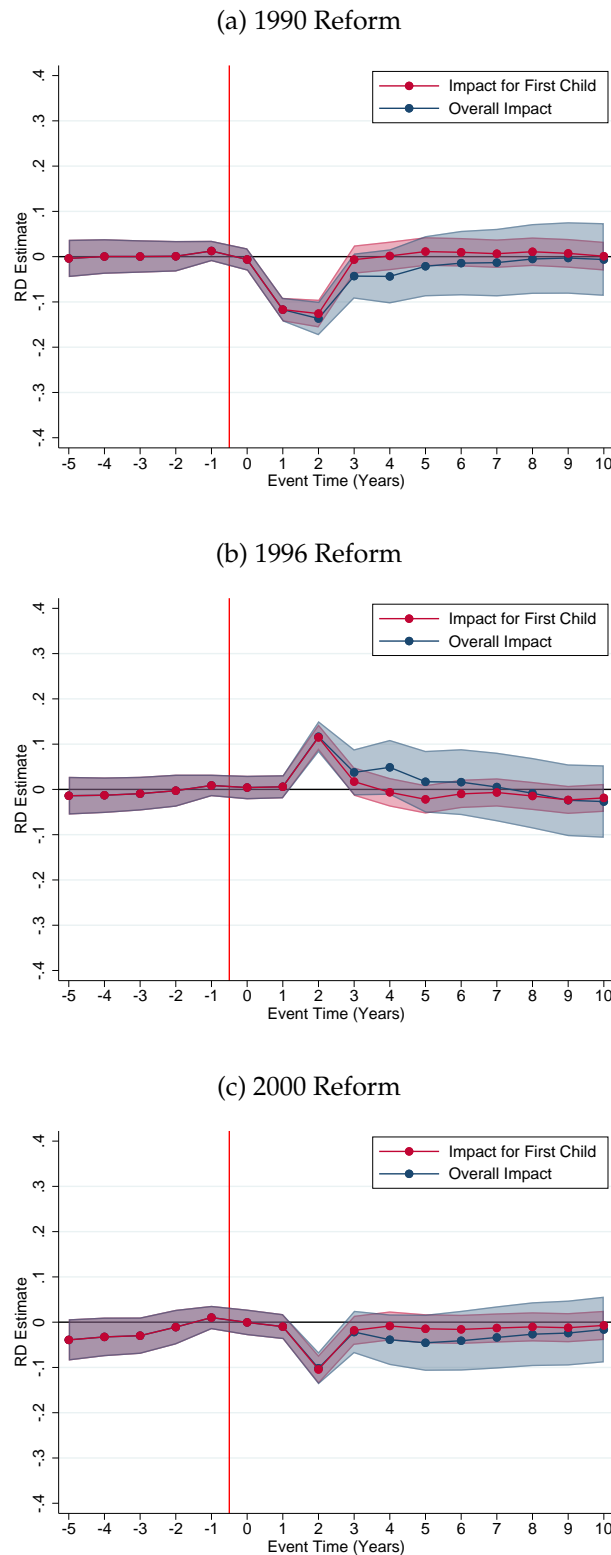 (a) 1990 Reform
Impact for First Child
Overall Impact
RD Estimate
.4
.3
.2
.1
0
-.1
-.2
-.3
-.4
-5 -4 -3 -2 -1 0 1 2 3 4 5 6 7 8 9 10
Event Time (Years)
(b) 1996 Reform
Impact for First Child
Overall Impact
RD Estimate
.4
.3
.2
.1
0
-.1
-.2
-.3
-.4
-5 -4 -3 -2 -1 0 1 2 3 4 5 6 7 8 9 10
Event Time (Years)
(c) 2000 Reform
Impact for First Child
Overall Impact
RD Estimate
.4
.3
.2
.1
0
-.1
-.2
-.3
-.4
-5 -4 -3 -2 -1 0 1 2 3 4 5 6 7 8 9 10
Event Time (Years)